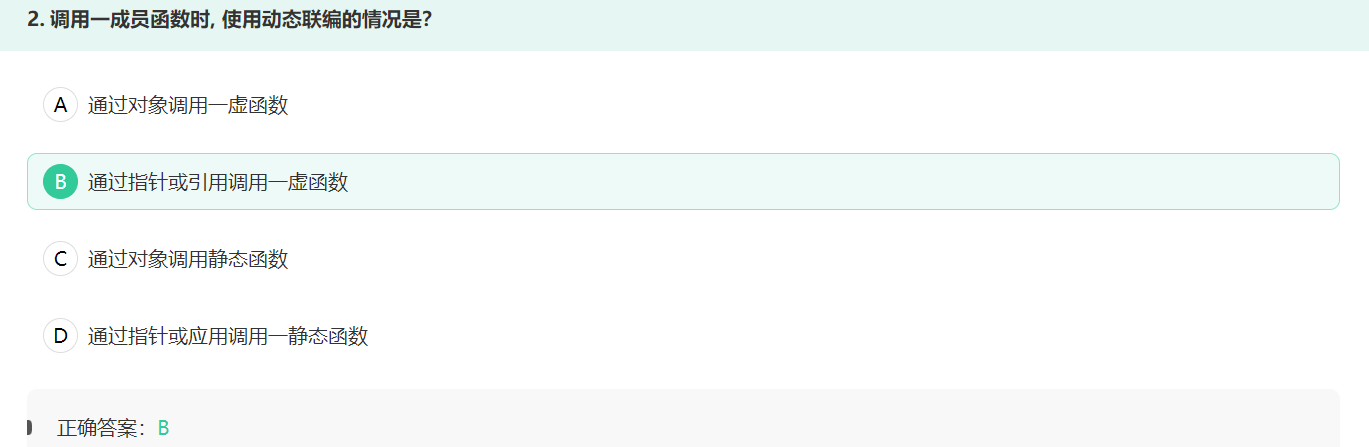 2. 调用一成员函数时, 使用动态联编的情况是?
A 通过对象调用一虚函数
B 通过指针或引用调用一虚函数
C 通过对象调用静态函数
D 通过指针或应用调用一静态函数
正确答案：B